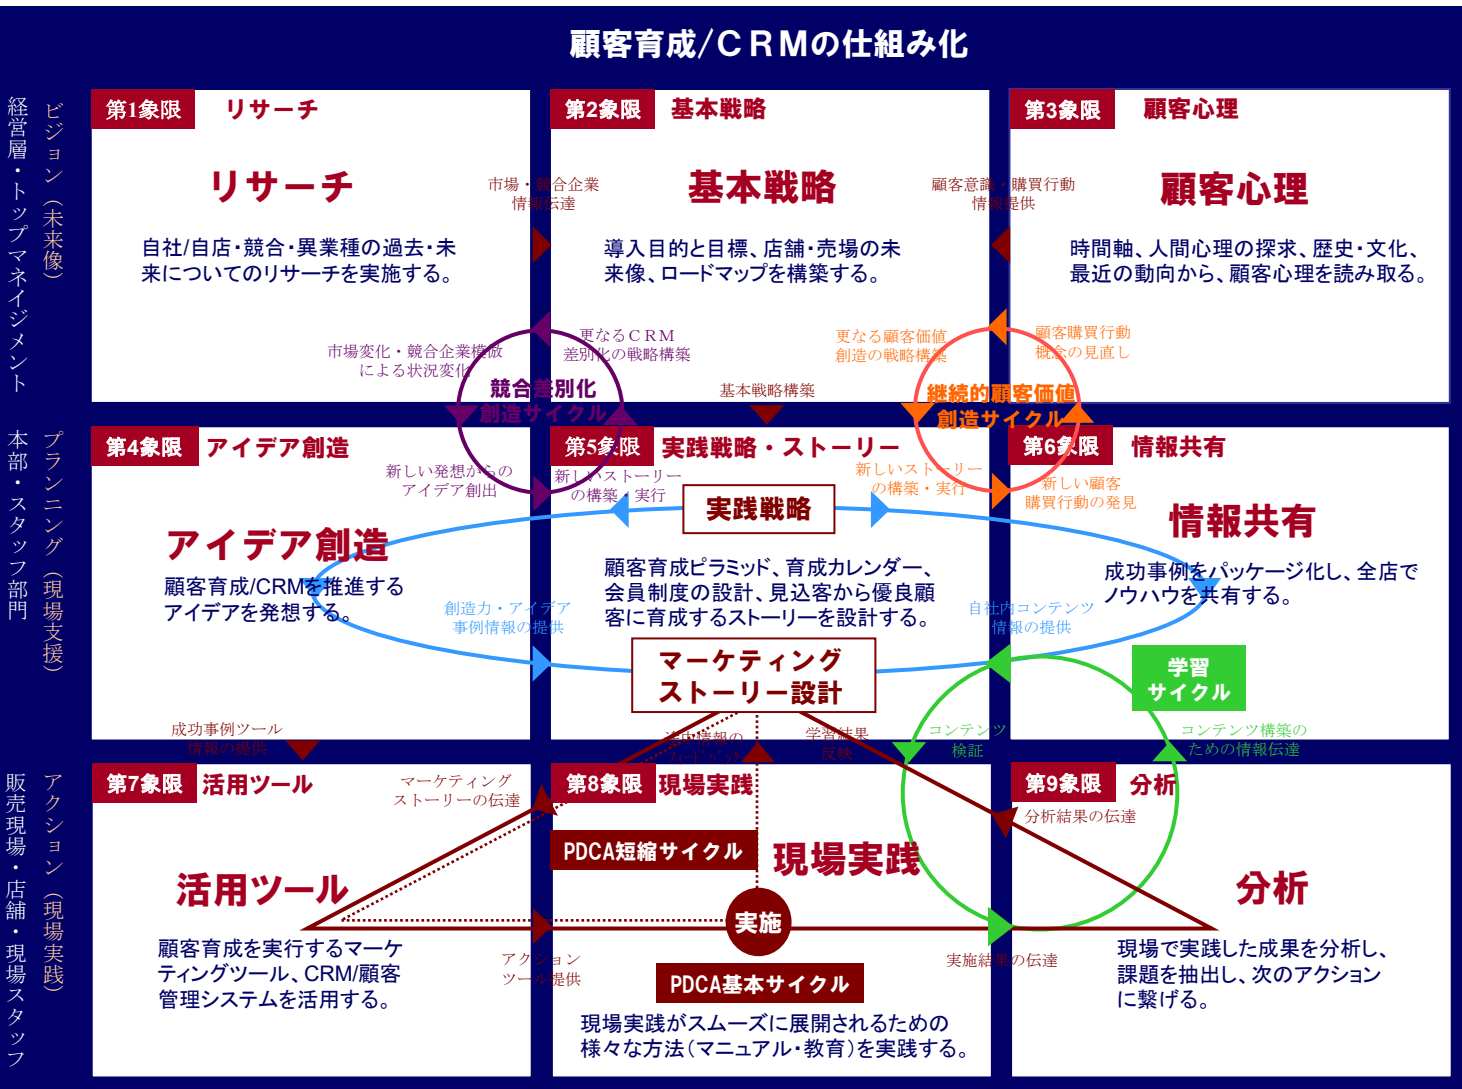 顧客育成/ＣＲＭの仕組み化
経営層・トップマネイジメント
ビジョン（未来像）
第1象限
リサーチ
リサーチ
自社/自店・競合・異業種の過去・未
来についてのリサーチを実施する。
市場・競合企業
情報伝達
第2象限
基本戦略
基本戦略
導入目的と目標、店舗・売場の未
来像、ロードマップを構築する。
顧客意識・購買行動
情報提供
第3象限
顧客心理
顧客心理
時間軸、人間心理の探求、歴史・文化、
最近の動向から、顧客心理を読み取る。
市場変化・競合企業模倣
による状況変化
更なるＣＲＭ
差別化の戦略構築
競合差別化
創造サイクル
基本戦略構築
更なる顧客価値
創造の戦略構築
顧客購買行動
概念の見直し
継続的顧客価値
創造サイクル
本部・スタッフ部門
プランニング（現場支援）
第4象限
アイデア創造
新しい発想からの
アイデア創出
アイデア創造
顧客育成/CRMを推進する
アイデアを発想する。
創造力・アイデア
事例情報の提供
第5象限
実践戦略・ストーリー
新しいストーリー
の構築・実行
実践戦略
新しいストーリー
の構築・実行
顧客育成ピラミッド、育成カレンダー、
会員制度の設計、見込客から優良顧
客に育成するストーリーを設計する。
マーケティング
ストーリー設計
第6象限
情報共有
新しい顧客
購買行動の発見
情報共有
成功事例をパッケージ化し、全店で
ノウハウを共有する。
自社内コンテンツ
情報の提供
学習
サイクル
成功事例ツール
情報の提供
途中情報の
フィードバック
学習結果
反映
コンテンツ
検証
コンテンツ構築の
ための情報伝達
販売現場・店舗・現場スタッフ
アクション（現場実践）
第7象限
活用ツール
マーケティング
ストーリーの伝達
活用ツール
顧客育成を実行するマーケ
ティングツール、CRM/顧客
管理システムを活用する。
アクション
ツール提供
第8象限
現場実践
PDCA短縮サイクル
現場実践
実施
PDCA基本サイクル
現場実践がスムーズに展開されるための
様々な方法（マニュアル・教育）を実践する。
実施結果の伝達
第9象限
分析
分析結果の伝達
分析
現場で実践した成果を分析し、
課題を抽出し、次のアクション
に繋げる。